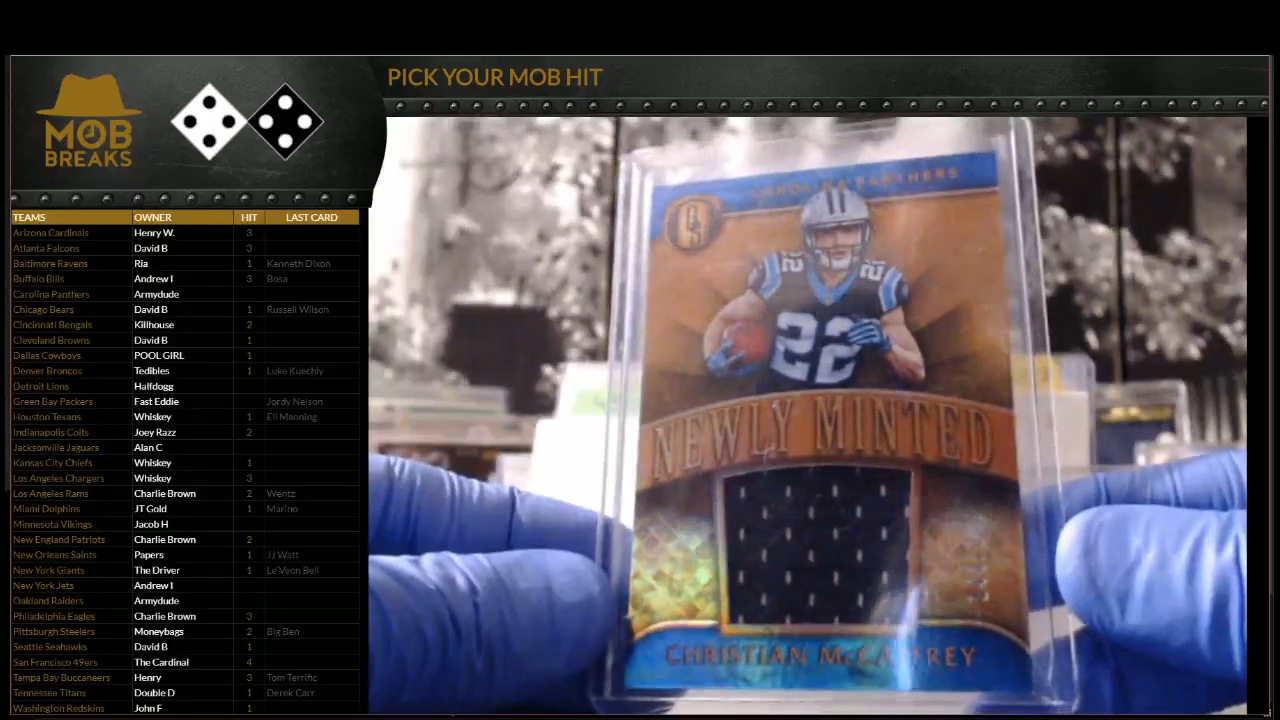 PICK YOUR MOB HIT
MOB
BREAKS
TEAMS OWNER HIT LAST CARD
Arizona Cardinals Henry W. 3
Atlanta Falcons David B 3
Baltimore Ravens Ria 1 Kenneth Dixon
Buffalo Bills Andrew I 3 Bosa
Carolina Panthers Armydude
Chicago Bears David B 1 Russell Wilson
Cincinnati Bengals Killhouse 2
Cleveland Browns David B 1
Dallas Cowboys POOL GIRL 1
Denver Broncos Tedibles 1 Luke Kuechly
Detroit Lions Halfdogg
Green Bay Packers Fast Eddie Jordy Nelson
Houston Texans Whiskey 1 Eli Manning
Indianapolis Colts Joey Razz 2
Jacksonville Jaguars Alan C
Kansas City Chiefs Whiskey 1
Los Angeles Chargers Whiskey 3
Los Angeles Rams Charlie Brown 2 Wentz
Miami Dolphins JT Gold 1 Marino
Minnesota Vikings Jacob H
New England Patriots Charlie Brown 2
New Orleans Saints Papers 1 JJ Watt
New York Giants The Driver 1 Le'Veon Bell
New York Jets Andrew I
Oakland Raiders Armydude
Philadelphia Eagles Charlie Brown 3
Pittsburgh Steelers Moneybags 2 Big Ben
Seattle Seahawks David B 1
San Francisco 49ers The Cardinal 4
Tampa Bay Buccaneers Henry 3 Tom Terrific
Tennessee Titans Double D 1 Derek Carr
Washington Redskins John F 1
CAROLINA PANTHERS
GS
22 22
22
NEWLY MINTED
CHRISTIAN McCAFFREY